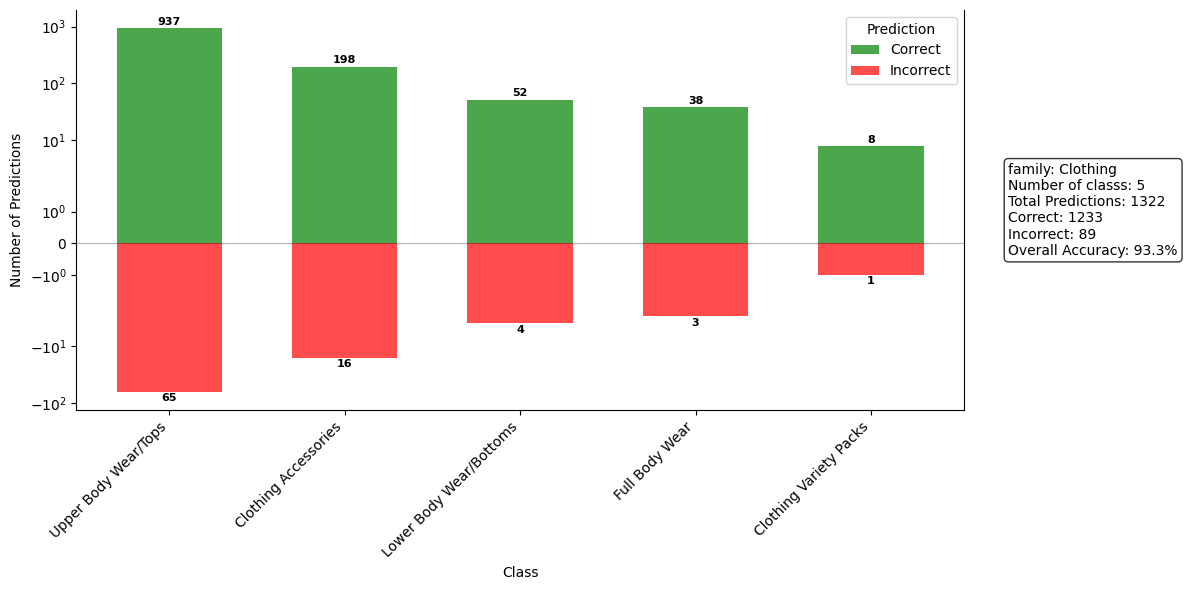 Number of Predictions
10³
10²
10¹
10⁰
0
−10⁰
−10¹
−10²
937
198
52
38
8
65
16
4
3
1
Prediction
Correct
Incorrect
family: Clothing
Number of classs: 5
Total Predictions: 1322
Correct: 1233
Incorrect: 89
Overall Accuracy: 93.3%
Upper Body Wear/Tops
Clothing Accessories
Lower Body Wear/Bottoms
Full Body Wear
Clothing Variety Packs
Class